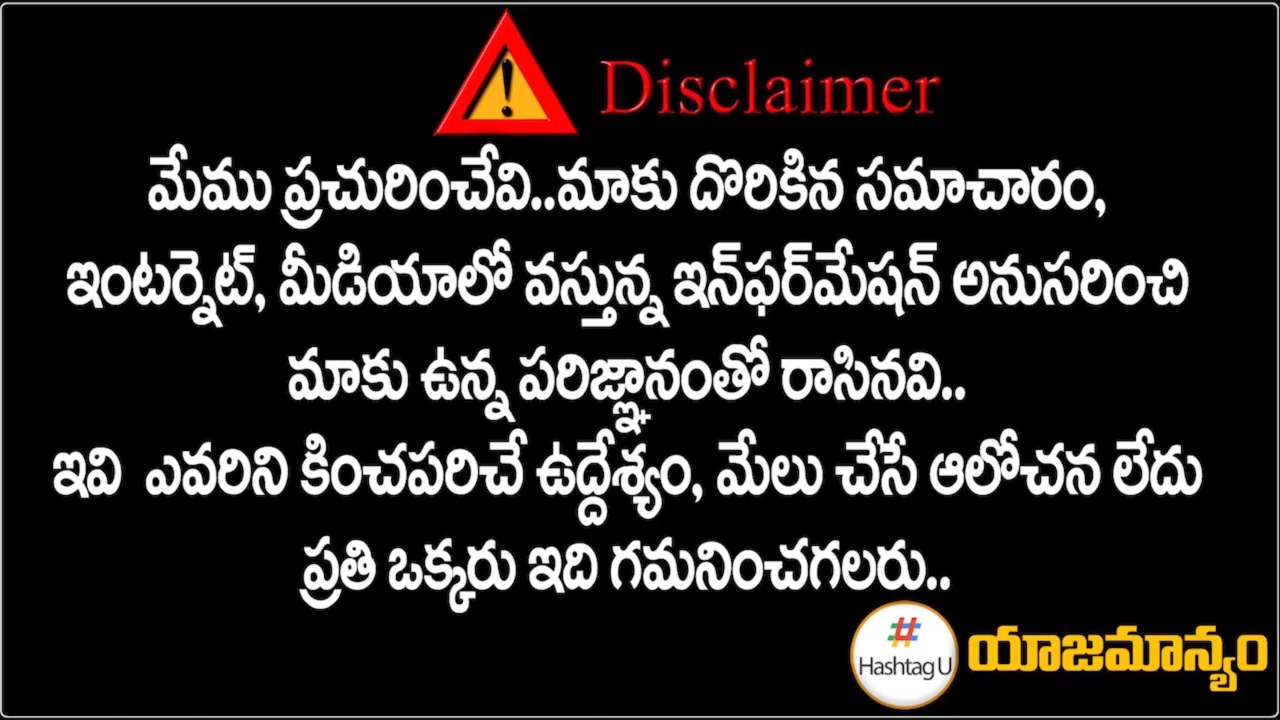 Disclaimer
మేము ప్రచురించేవి..మాకు దొరికిన సమాచారం,
ఇంటర్నెట్, మీడియాలో వస్తున్న ఇన్‌ఫర్‌మేషన్ అనుసరించి
మాకు ఉన్న పరిజ్ఞానంతో రాసినవి..
ఇవి ఎవరిని కించపరిచే ఉద్దేశ్యం, మేలు చేసే ఆలోచన లేదు
ప్రతి ఒక్కరు ఇది గమనించగలరు..
#
Hashtag U
యాజమాన్యం